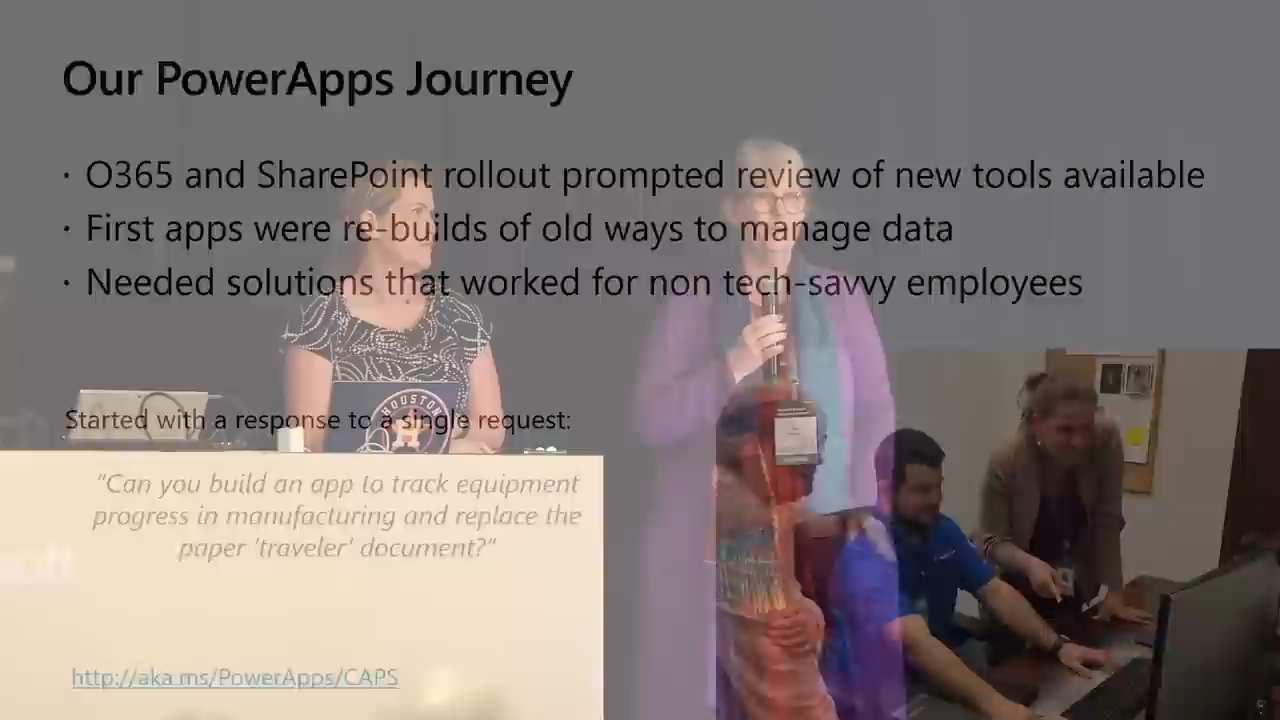 Our PowerApps Journey
· O365 and SharePoint rollout prompted review of new tools available
· First apps were re-builds of old ways to manage data
· Needed solutions that worked for non tech-savvy employees
HOUSTON
Started with a response to a single request:
"Can you build an app to track equipment
progress in manufacturing and replace the
paper 'traveler' document?"
http://aka.ms/PowerApps/CAPS